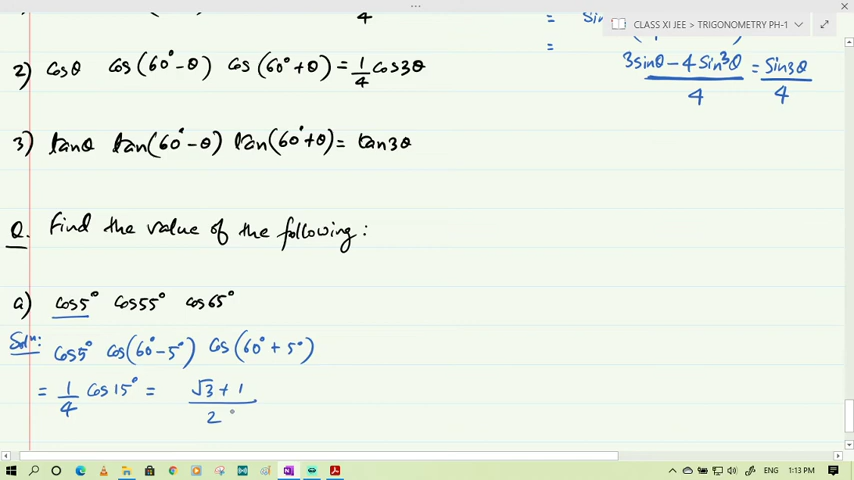 CLASS XI JEE > TRIGONOMETRY PH-1
4
= Sin
=
3sinθ - 4Sin³θ / 4 = Sin3θ / 4
2) Cosθ Cos(60° - θ) Cos(60° + θ) = 1/4 Cos3θ
3) tanθ tan(60° - θ) tan(60° + θ) = tan3θ
Q. Find the value of the following:
a) Cos5° Cos55° Cos65°
Solⁿ: Cos5° Cos(60° - 5°) Cos(60° + 5°)
= 1/4 Cos15° = √3 + 1 / 2
ENG 1:13 PM